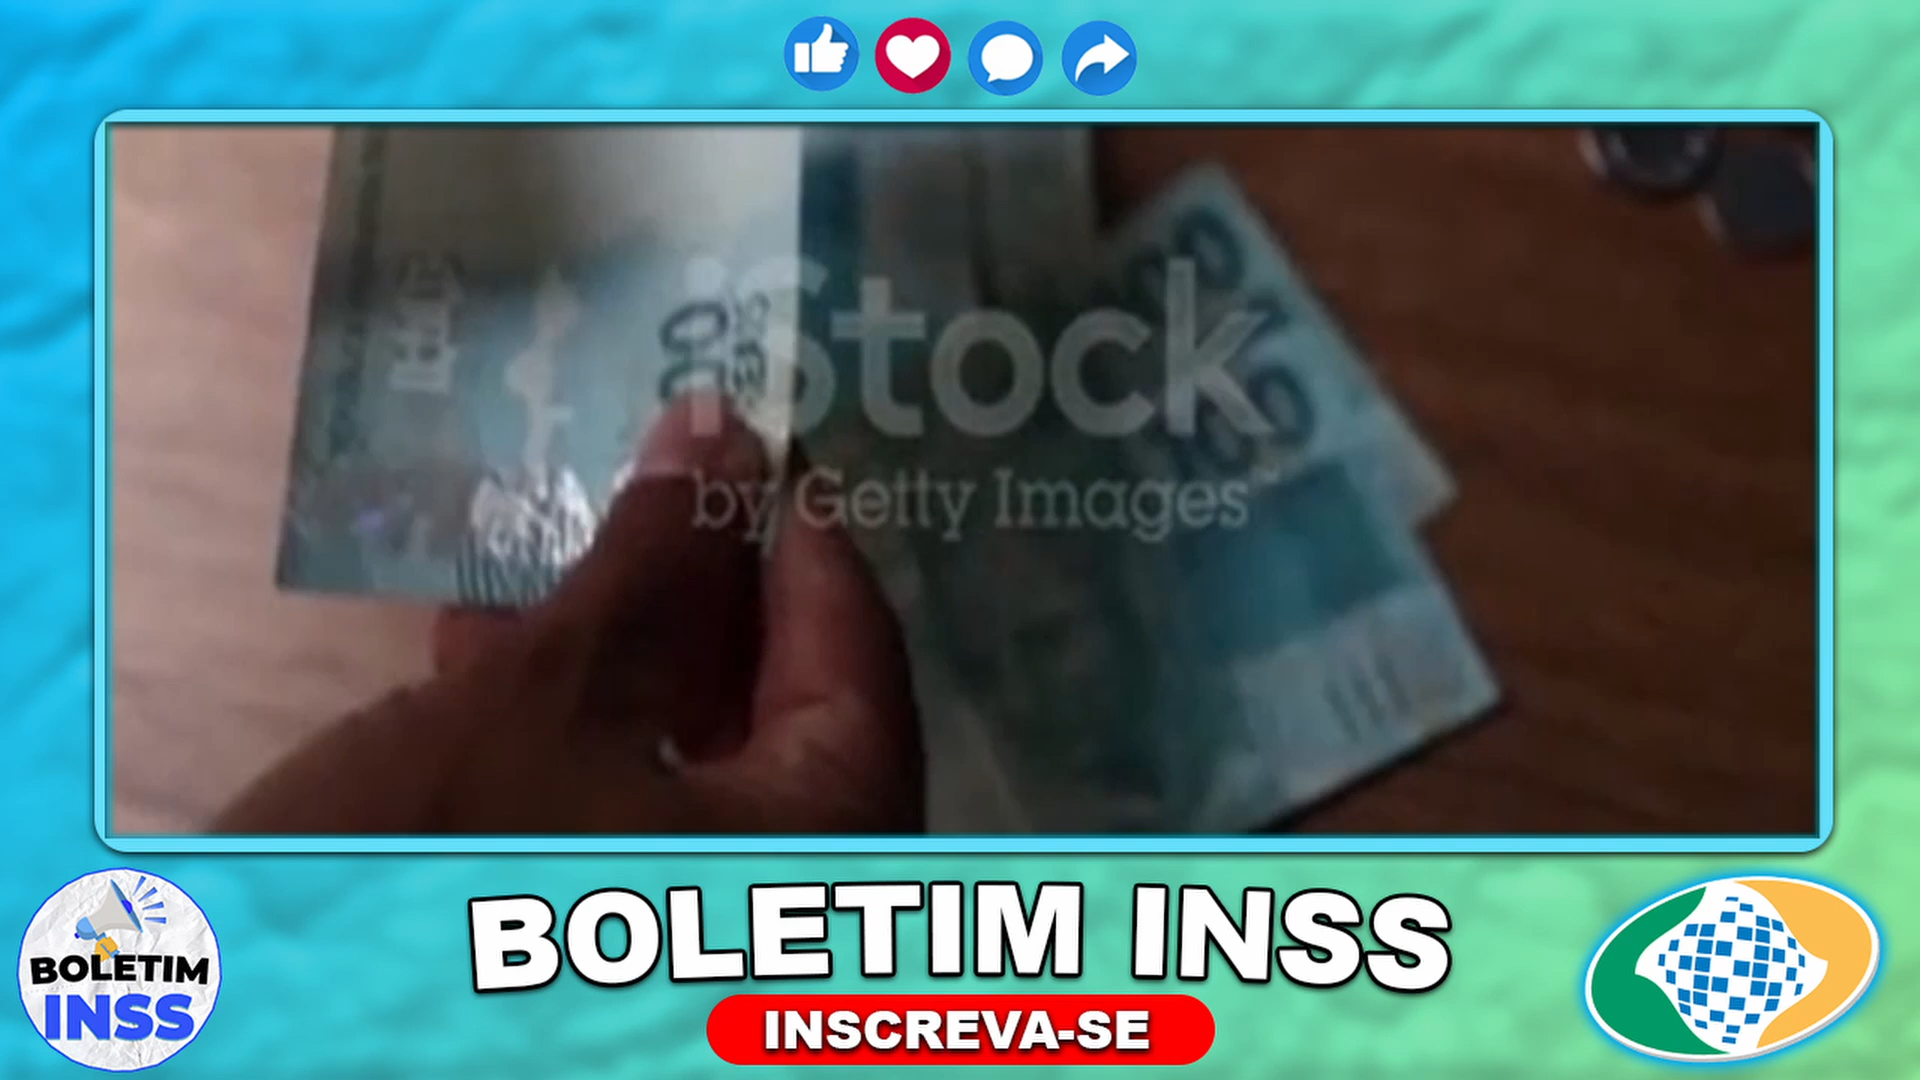 iStock
by Getty Images
BOLETIM INSS
INSCREVA-SE
BOLETIM
INSS